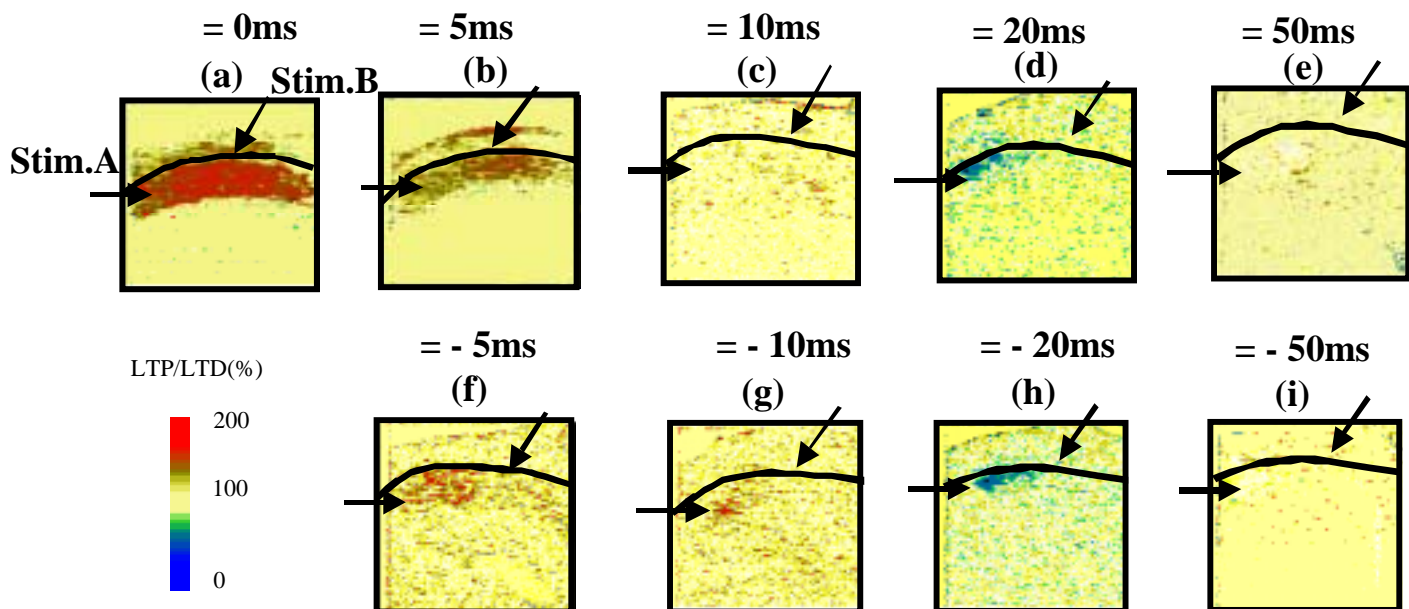 = 0ms = 5ms = 10ms = 20ms = 50ms
(a) (b) (c) (d) (e)
Stim.B
Stim.A
= - 5ms = - 10ms = - 20ms = - 50ms
LTP/LTD(%)
(f) (g) (h) (i)
200
100
0